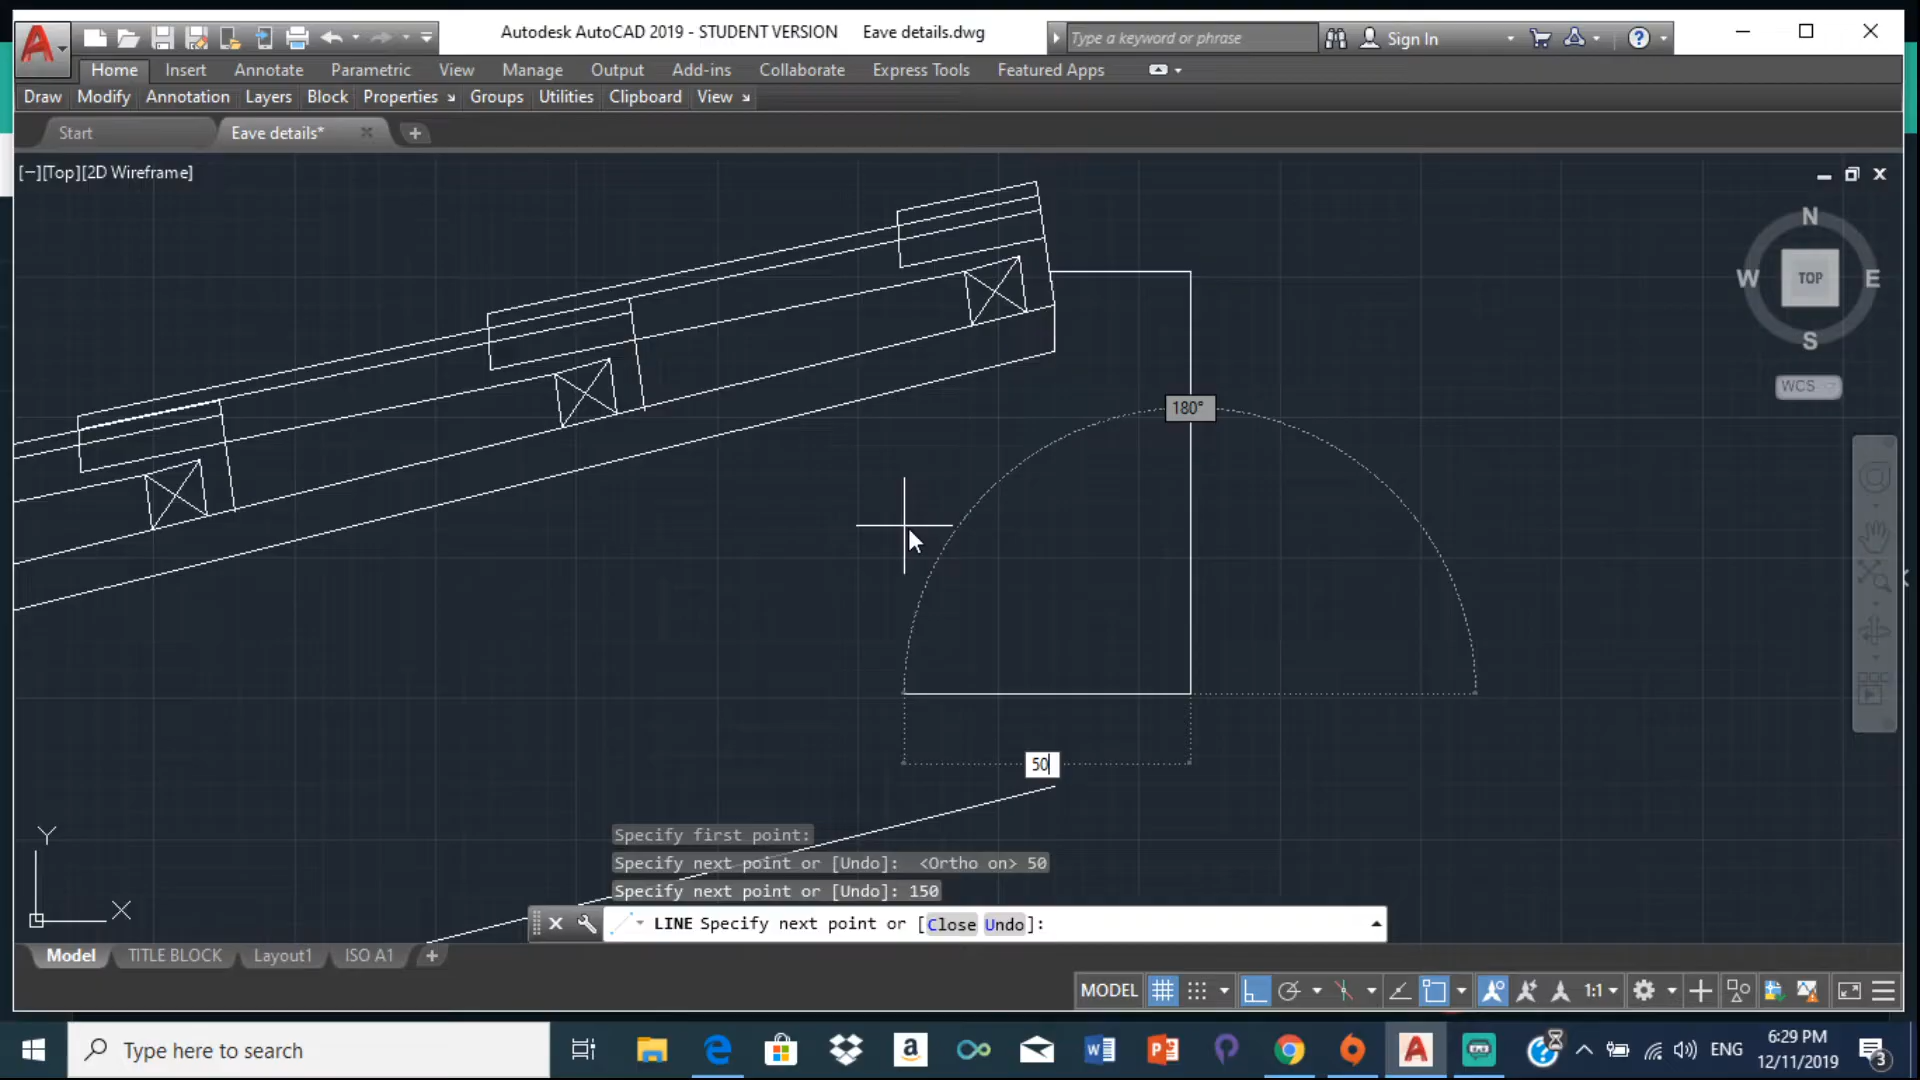 Autodesk AutoCAD 2019 - STUDENT VERSION Eave details.dwg
Type a keyword or phrase
Sign In
Home Insert Annotate Parametric View Manage Output Add-ins Collaborate Express Tools Featured Apps
Draw Modify Annotation Layers Block Properties Groups Utilities Clipboard View
Start Eave details*
[−][Top][2D Wireframe]
N
W TOP E
S
WCS
180°
50
Y
X
Specify first point:
Specify next point or [Undo]: <Ortho on> 50
Specify next point or [Undo]: 150
LINE Specify next point or [Close Undo]:
Model TITLE BLOCK Layout1 ISO A1
MODEL 1:1
Type here to search
ENG
6:29 PM
12/11/2019
3